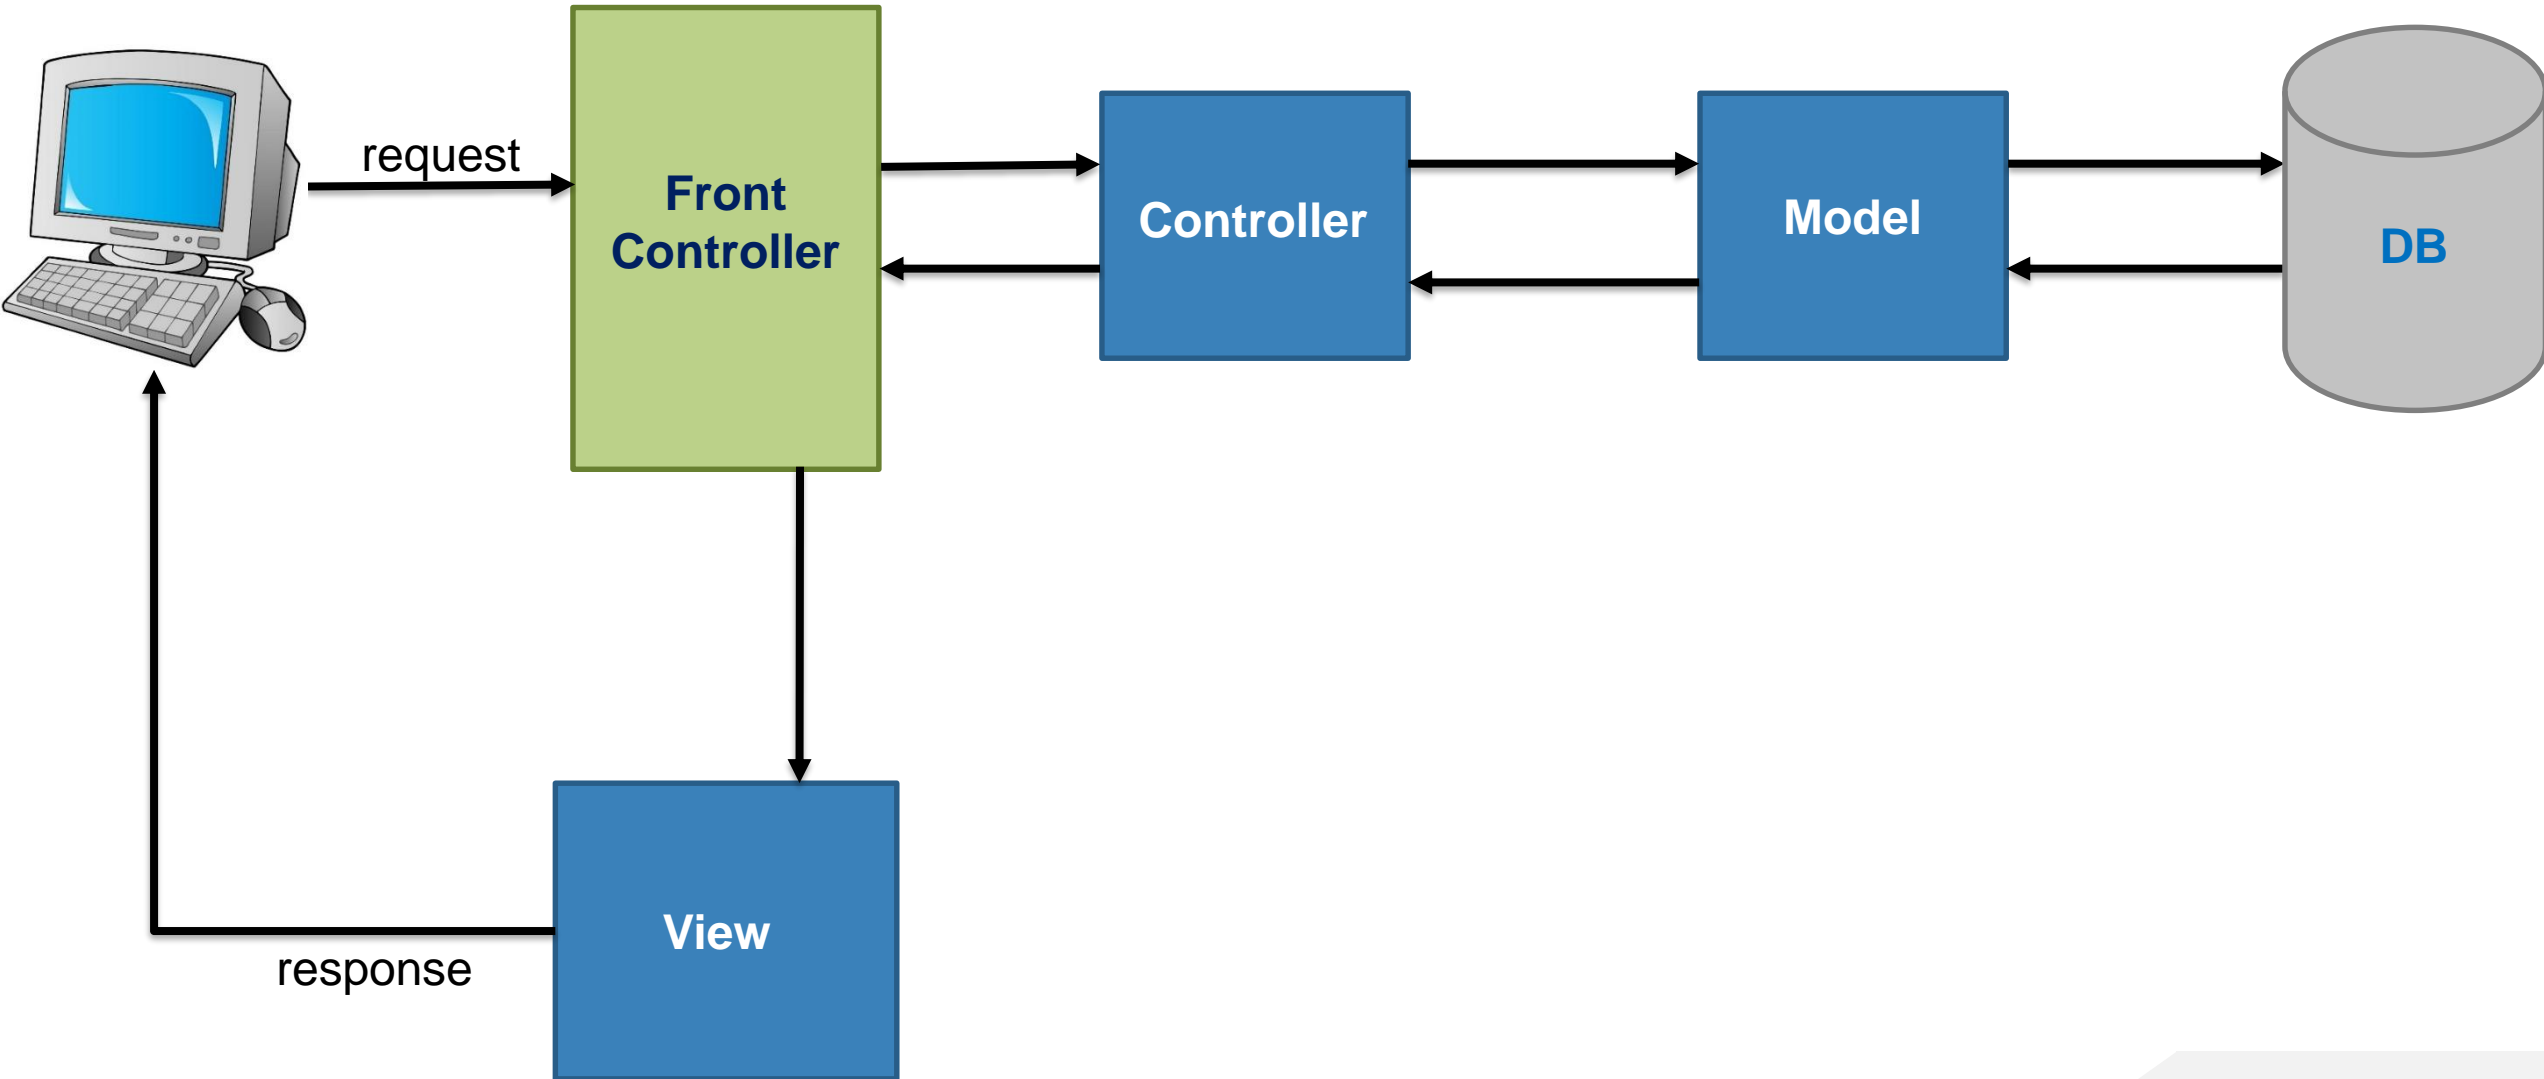 request
Front
Controller
Controller
Model
DB
View
response